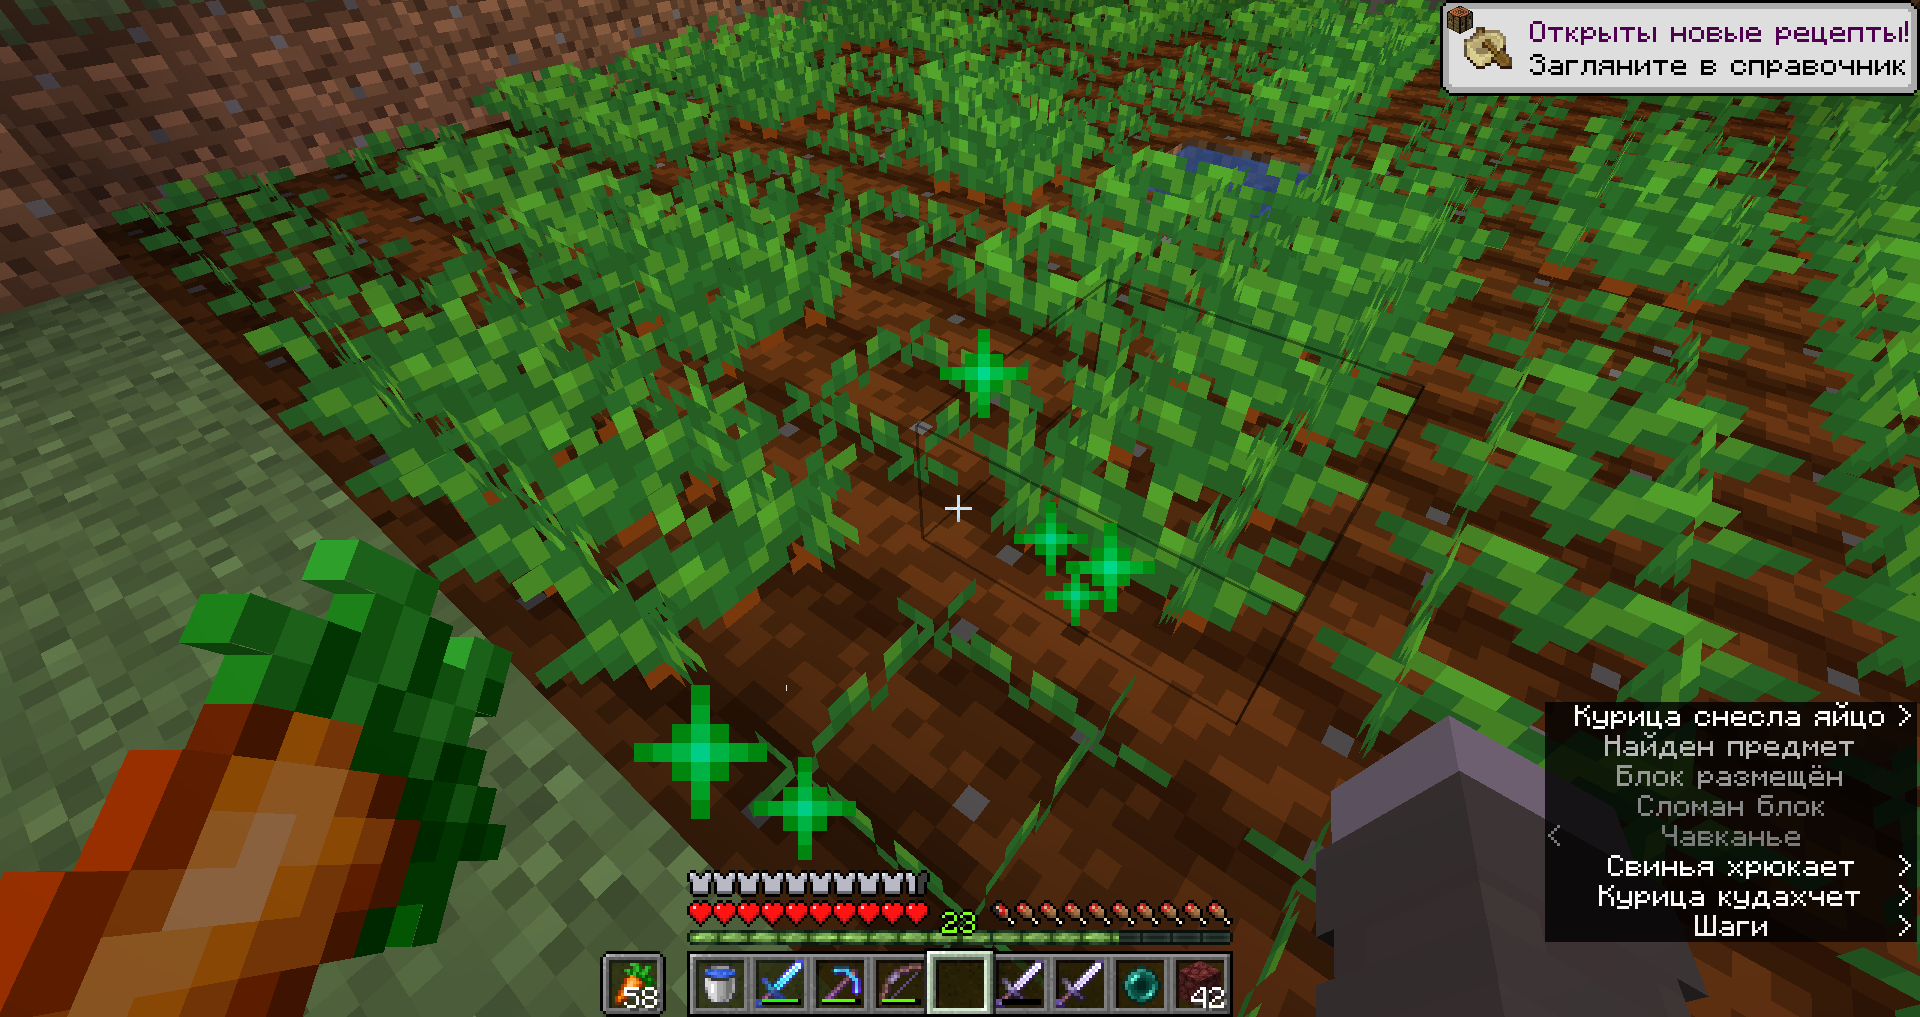 Открыты новые рецепты!
Загляните в справочник
Курица снесла яйцо >
Найден предмет
Блок размещён
Сломан блок
< Чавканье
Свинья хрюкает >
Курица кудахчет >
Шаги >
23
58
42